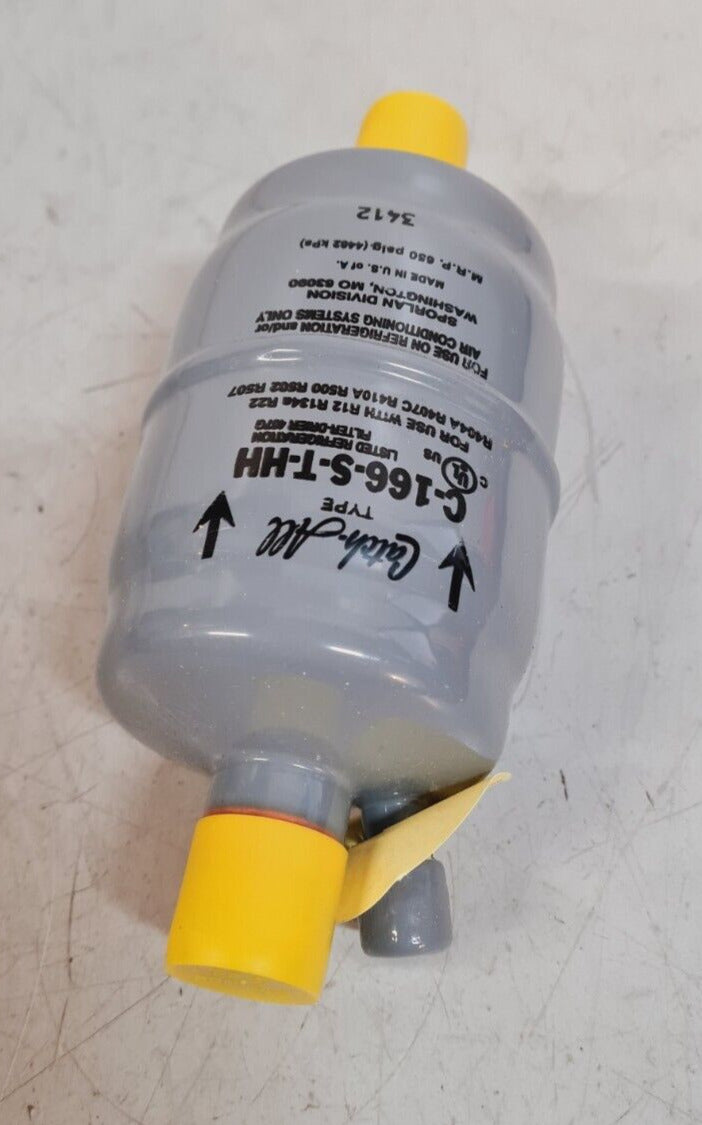 Catch-All
TYPE
C-166-S-T-HH
C UL US
LISTED REFRIGERATION
FILTER-DRIER 487G
FOR USE WITH R12 R134a R22
R404A R407C R410A R500 R502 R507
FOR USE ON REFRIGERATION and/or
AIR CONDITIONING SYSTEMS ONLY
SPORLAN DIVISION
WASHINGTON, MO 63090
MADE IN U.S. of A.
M.R.P. 650 psig (4482 kPa)
3412